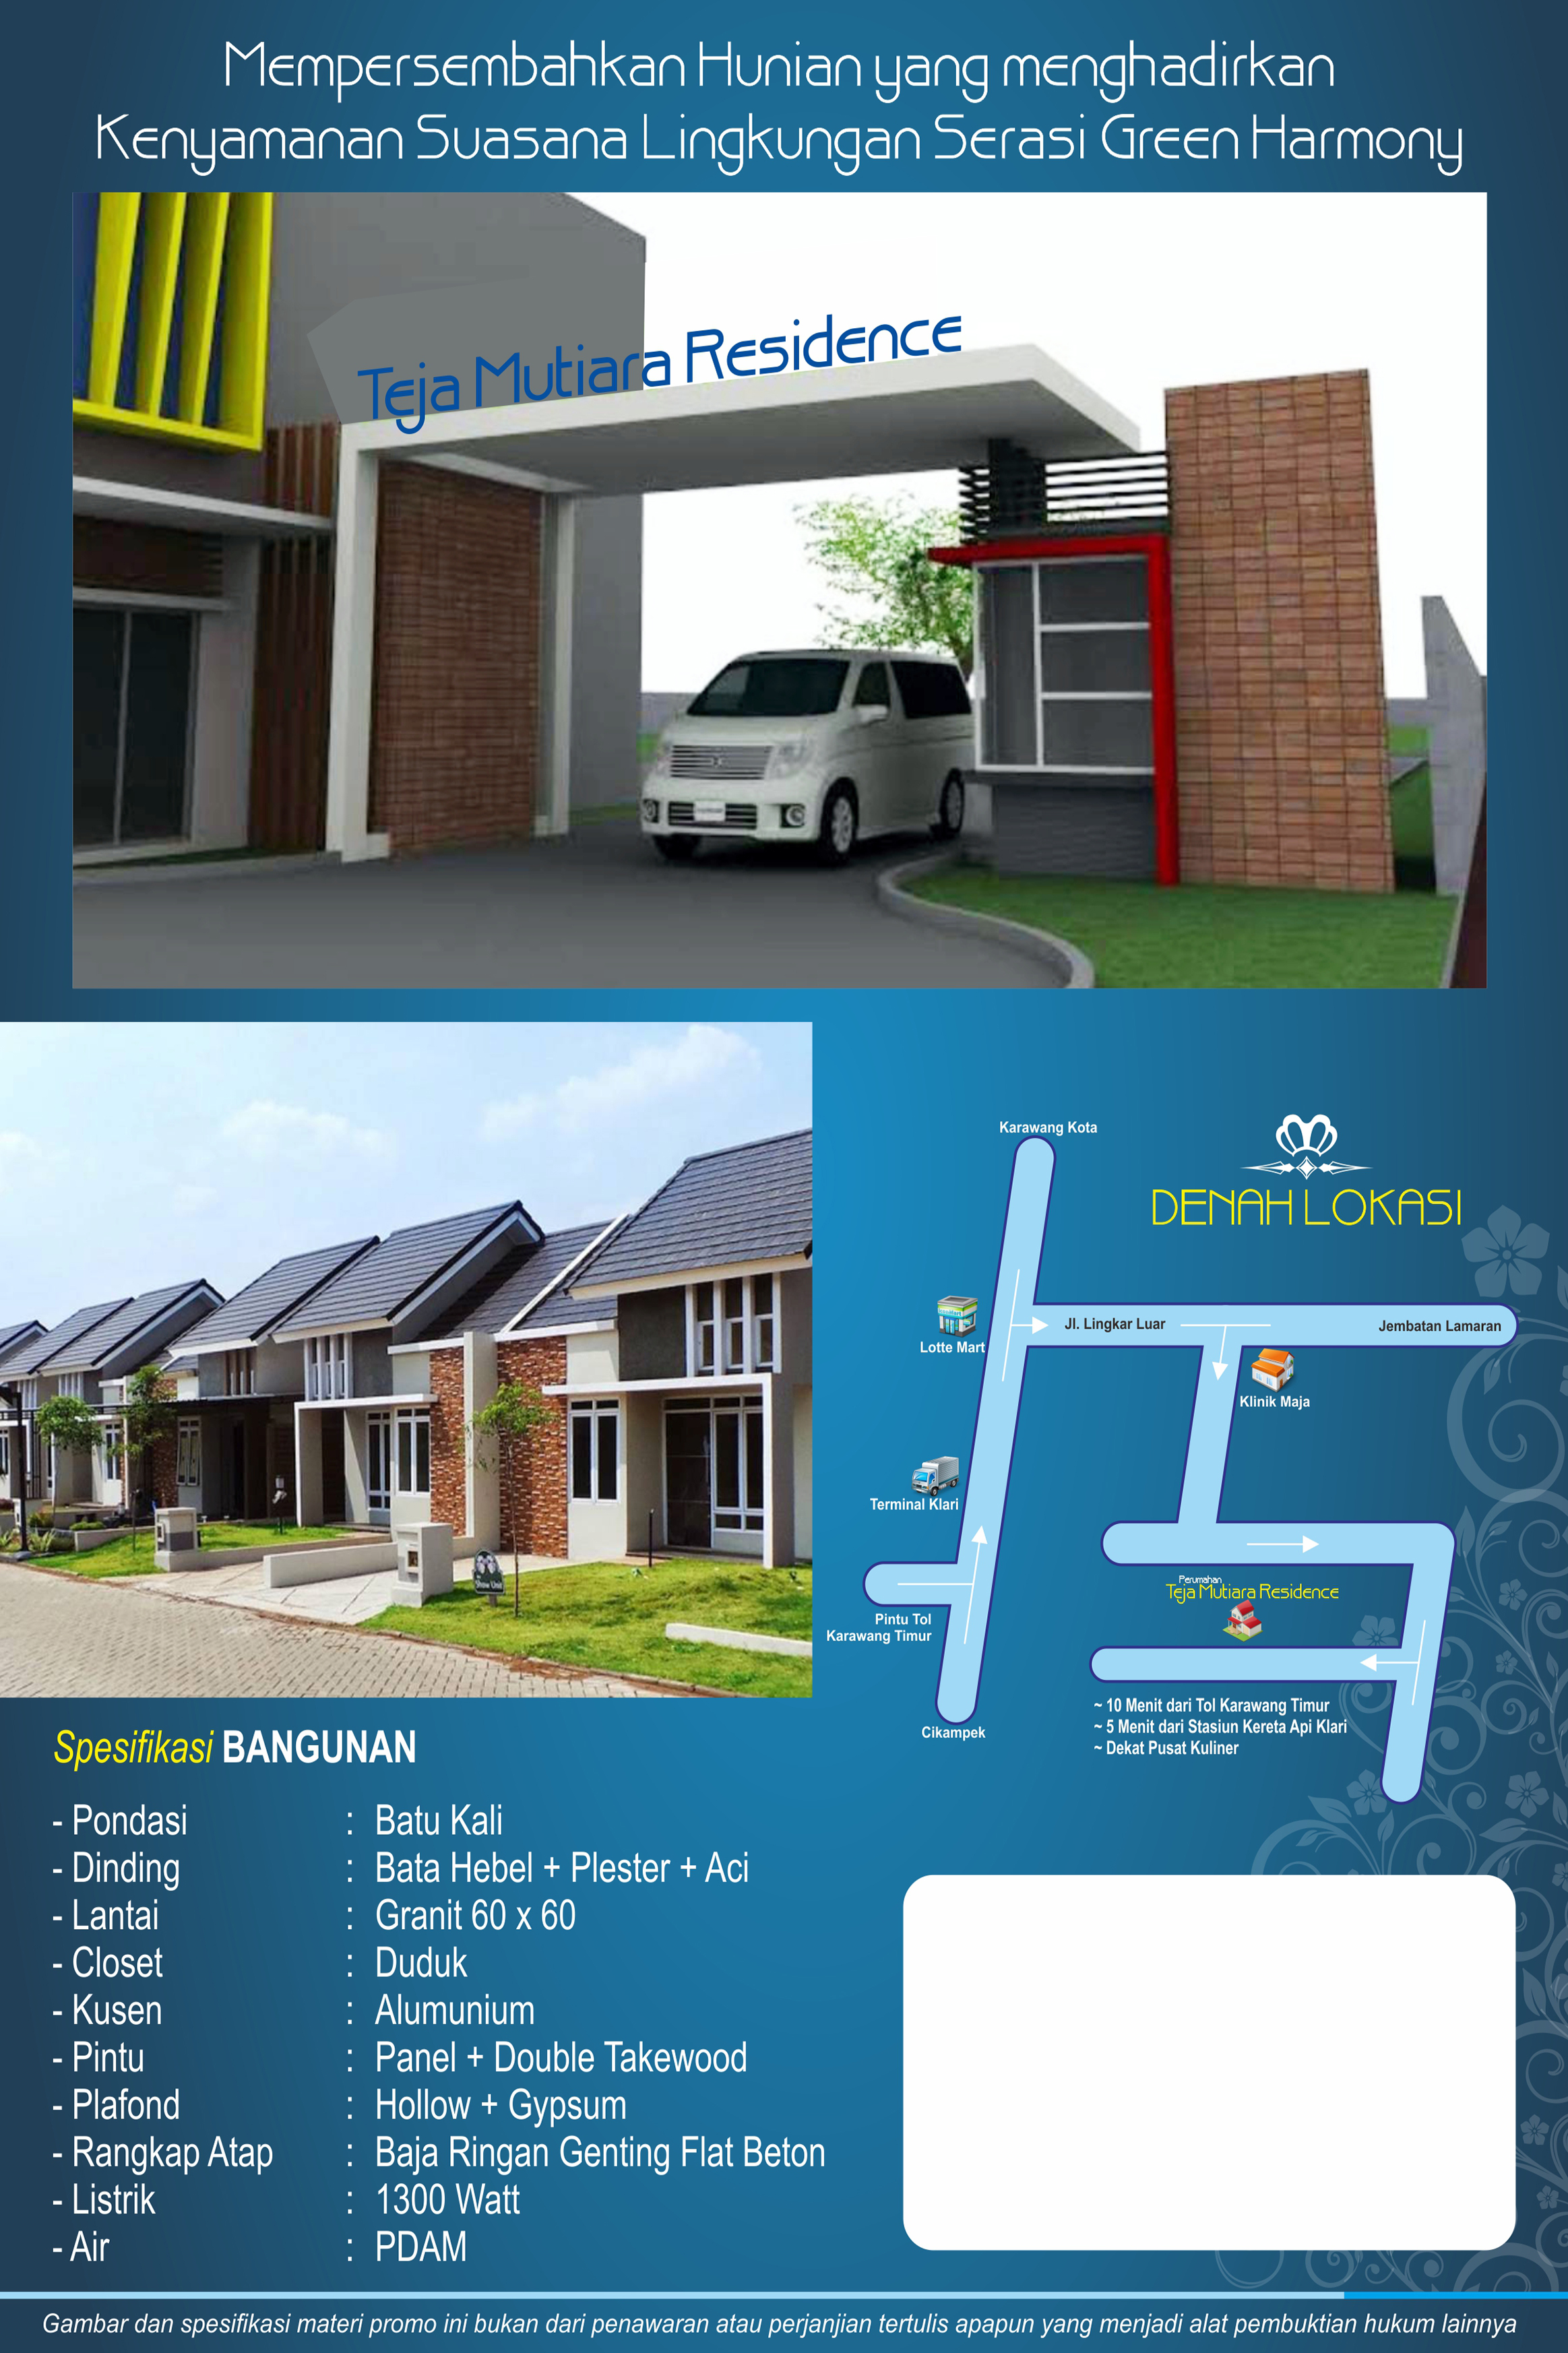 Mempersembahkan Hunian yang menghadirkan
Kenyamanan Suasana Lingkungan Serasi Green Harmony
Teja Mutiara Residence
Show Unit
DENAH LOKASI
Karawang Kota
Lotte Mart
Jl. Lingkar Luar
Jembatan Lamaran
Klinik Maja
Terminal Klari
Perumahan
Teja Mutiara Residence
Pintu Tol
Karawang Timur
Cikampek
~ 10 Menit dari Tol Karawang Timur
~ 5 Menit dari Stasiun Kereta Api Klari
~ Dekat Pusat Kuliner
Spesifikasi BANGUNAN
- Pondasi : Batu Kali
- Dinding : Bata Hebel + Plester + Aci
- Lantai : Granit 60 x 60
- Closet : Duduk
- Kusen : Alumunium
- Pintu : Panel + Double Takewood
- Plafond : Hollow + Gypsum
- Rangkap Atap : Baja Ringan Genting Flat Beton
- Listrik : 1300 Watt
- Air : PDAM
Gambar dan spesifikasi materi promo ini bukan dari penawaran atau perjanjian tertulis apapun yang menjadi alat pembuktian hukum lainnya